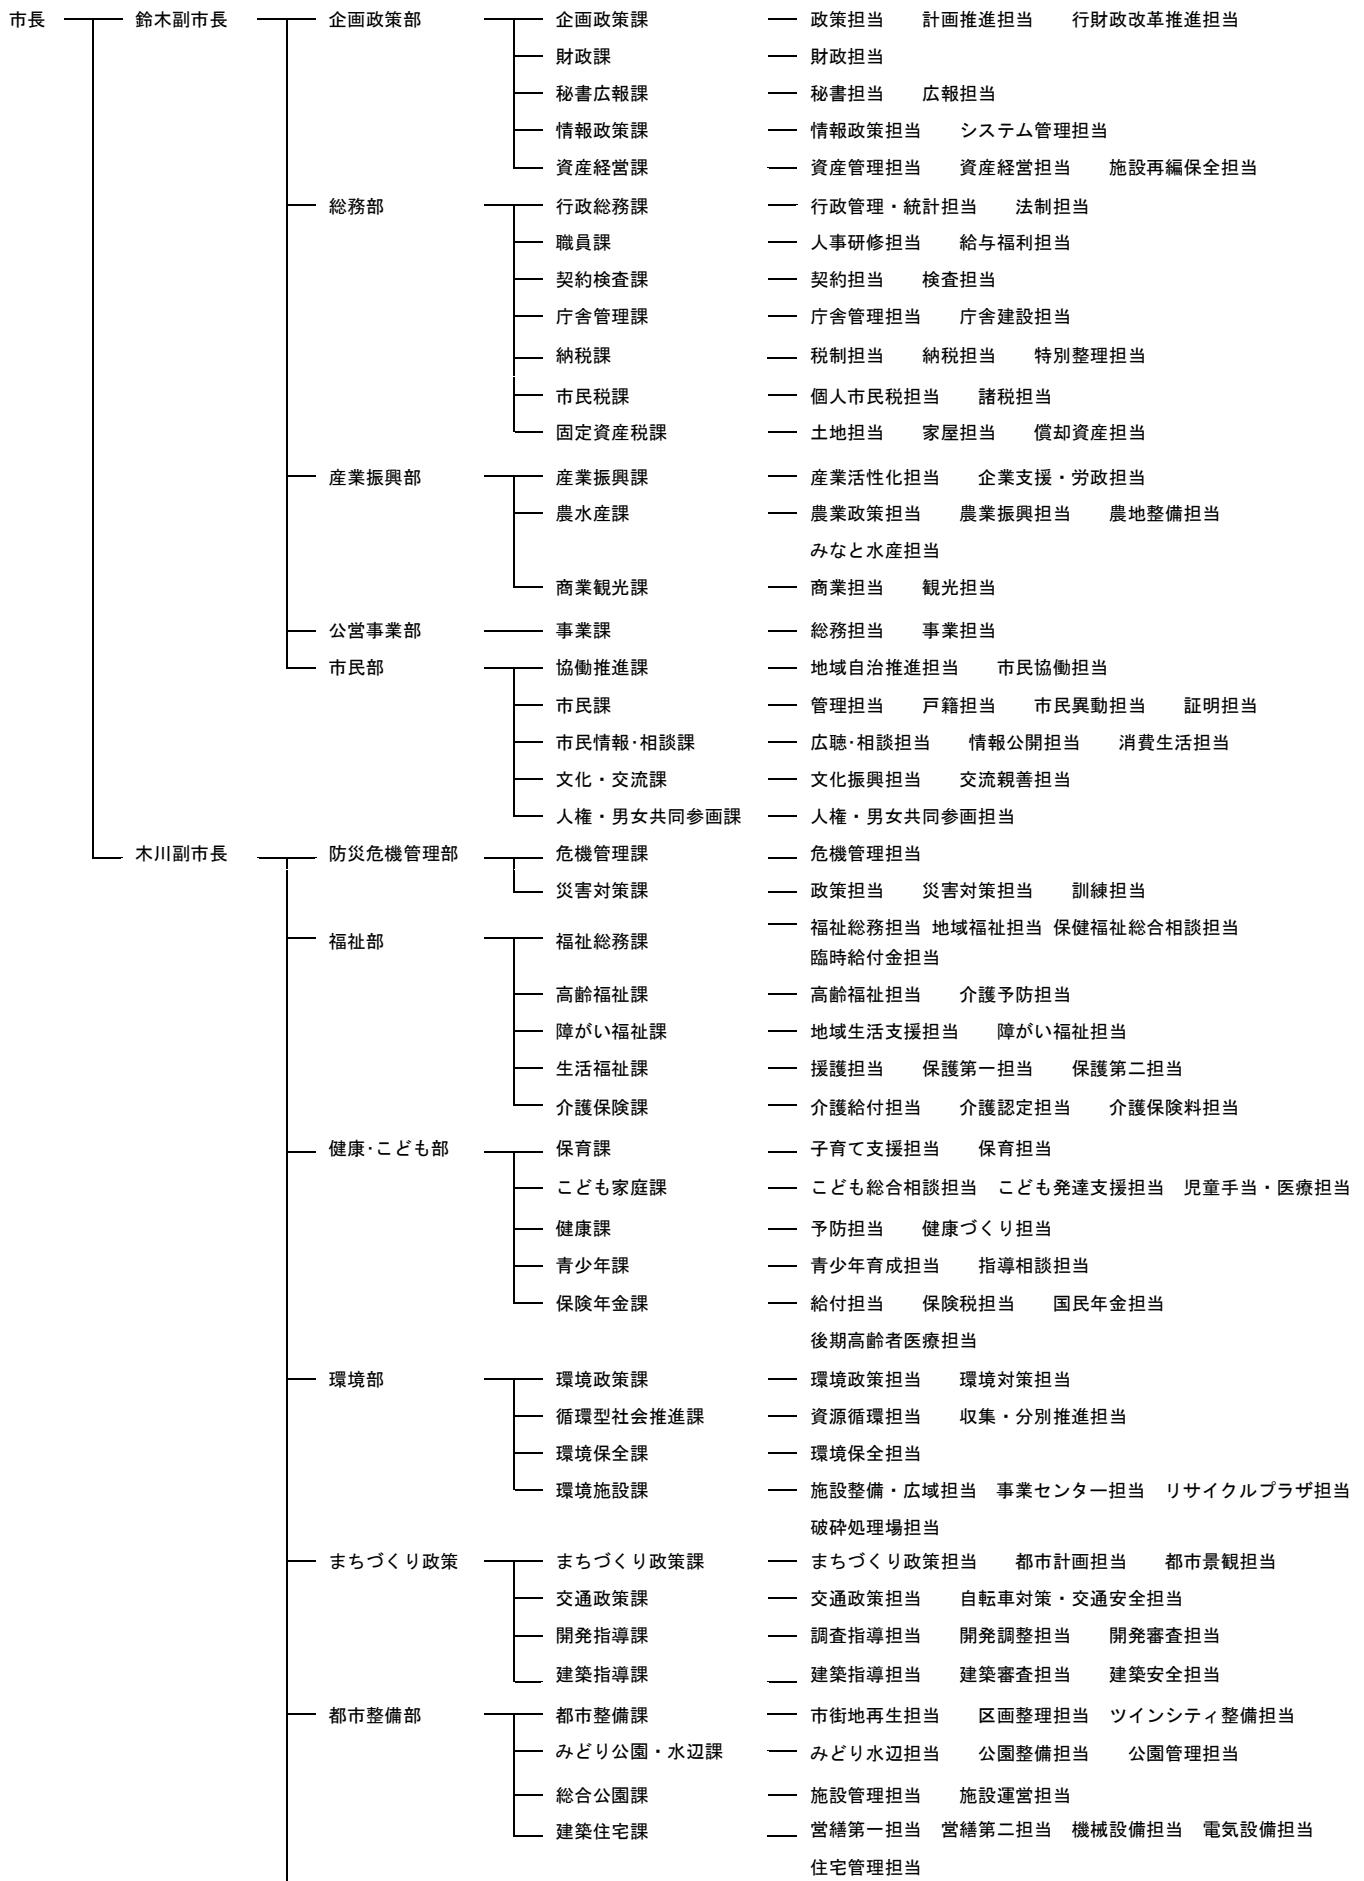 市長 鈴木副市長 企画政策部 企画政策課 政策担当 計画推進担当 行財政改革推進担当
財政課 財政担当
秘書広報課 秘書担当 広報担当
情報政策課 情報政策担当 システム管理担当
資産経営課 資産管理担当 資産経営担当 施設再編保全担当
総務部 行政総務課 行政管理・統計担当 法制担当
職員課 人事研修担当 給与福利担当
契約検査課 契約担当 検査担当
庁舎管理課 庁舎管理担当 庁舎建設担当
納税課 税制担当 納税担当 特別整理担当
市民税課 個人市民税担当 諸税担当
固定資産税課 土地担当 家屋担当 償却資産担当
産業振興部 産業振興課 産業活性化担当 企業支援・労政担当
農水産課 農業政策担当 農業振興担当 農地整備担当
みなと水産担当
商業観光課 商業担当 観光担当
公営事業部 事業課 総務担当 事業担当
市民部 協働推進課 地域自治推進担当 市民協働担当
市民課 管理担当 戸籍担当 市民異動担当 証明担当
市民情報・相談課 広聴・相談担当 情報公開担当 消費生活担当
文化・交流課 文化振興担当 交流親善担当
人権・男女共同参画課 人権・男女共同参画担当
木川副市長 防災危機管理部 危機管理課 危機管理担当
災害対策課 政策担当 災害対策担当 訓練担当
福祉部 福祉総務課 福祉総務担当 地域福祉担当 保健福祉総合相談担当
臨時給付金担当
高齢福祉課 高齢福祉担当 介護予防担当
障がい福祉課 地域生活支援担当 障がい福祉担当
生活福祉課 援護担当 保護第一担当 保護第二担当
介護保険課 介護給付担当 介護認定担当 介護保険料担当
健康・こども部 保育課 子育て支援担当 保育担当
こども家庭課 こども総合相談担当 こども発達支援担当 児童手当・医療担当
健康課 予防担当 健康づくり担当
青少年課 青少年育成担当 指導相談担当
保険年金課 給付担当 保険税担当 国民年金担当
後期高齢者医療担当
環境部 環境政策課 環境政策担当 環境対策担当
循環型社会推進課 資源循環担当 収集・分別推進担当
環境保全課 環境保全担当
環境施設課 施設整備・広域担当 事業センター担当 リサイクルプラザ担当
破砕処理場担当
まちづくり政策 まちづくり政策課 まちづくり政策担当 都市計画担当 都市景観担当
交通政策課 交通政策担当 自転車対策・交通安全担当
開発指導課 調査指導担当 開発調整担当 開発審査担当
建築指導課 建築指導担当 建築審査担当 建築安全担当
都市整備部 都市整備課 市街地再生担当 区画整理担当 ツインシティ整備担当
みどり公園・水辺課 みどり水辺担当 公園整備担当 公園管理担当
総合公園課 施設管理担当 施設運営担当
建築住宅課 営繕第一担当 営繕第二担当 機械設備担当 電気設備担当
住宅管理担当